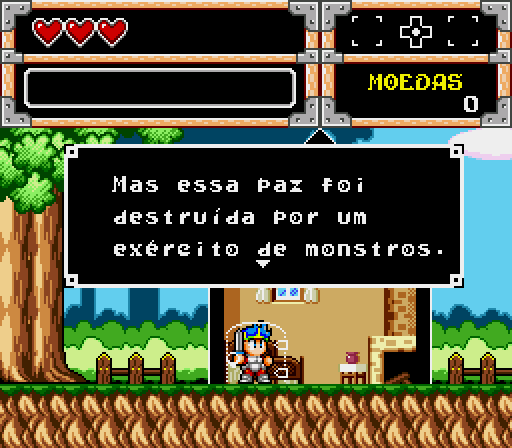 MOEDAS
0
Mas essa paz foi
destruída por um
exército de monstros.